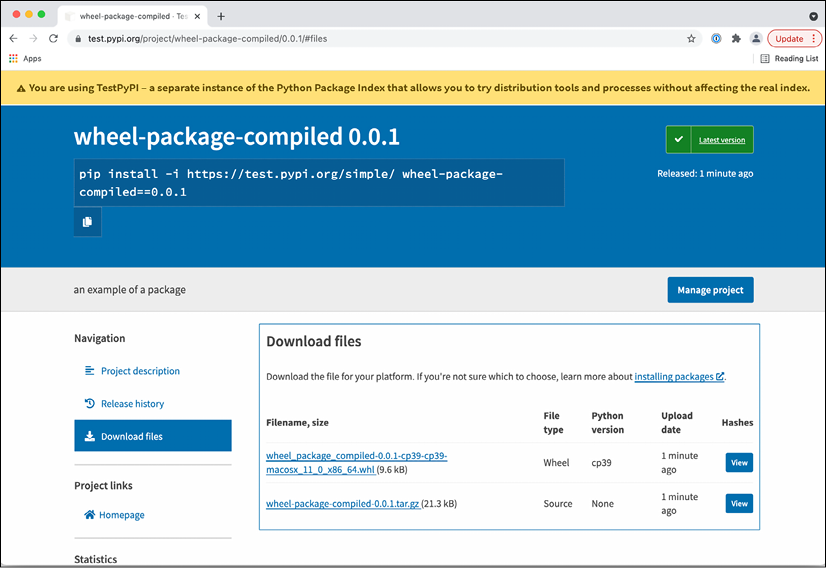 wheel-package-compiled · Tes
test.pypi.org/project/wheel-package-compiled/0.0.1/#files
Update
Apps
Reading List
You are using TestPyPI – a separate instance of the Python Package Index that allows you to try distribution tools and processes without affecting the real index.
wheel-package-compiled 0.0.1
Latest version
pip install -i https://test.pypi.org/simple/ wheel-package-
compiled==0.0.1
Released: 1 minute ago
an example of a package
Manage project
Navigation
Project description
Release history
Download files
Project links
Homepage
Statistics
Download files
Download the file for your platform. If you're not sure which to choose, learn more about installing packages.
Filename, size
File
type
Python
version
Upload
date
Hashes
wheel_package_compiled-0.0.1-cp39-cp39-
macosx_11_0_x86_64.whl (9.6 kB)
Wheel
cp39
1 minute
ago
View
wheel-package-compiled-0.0.1.tar.gz (21.3 kB)
Source
None
1 minute
ago
View